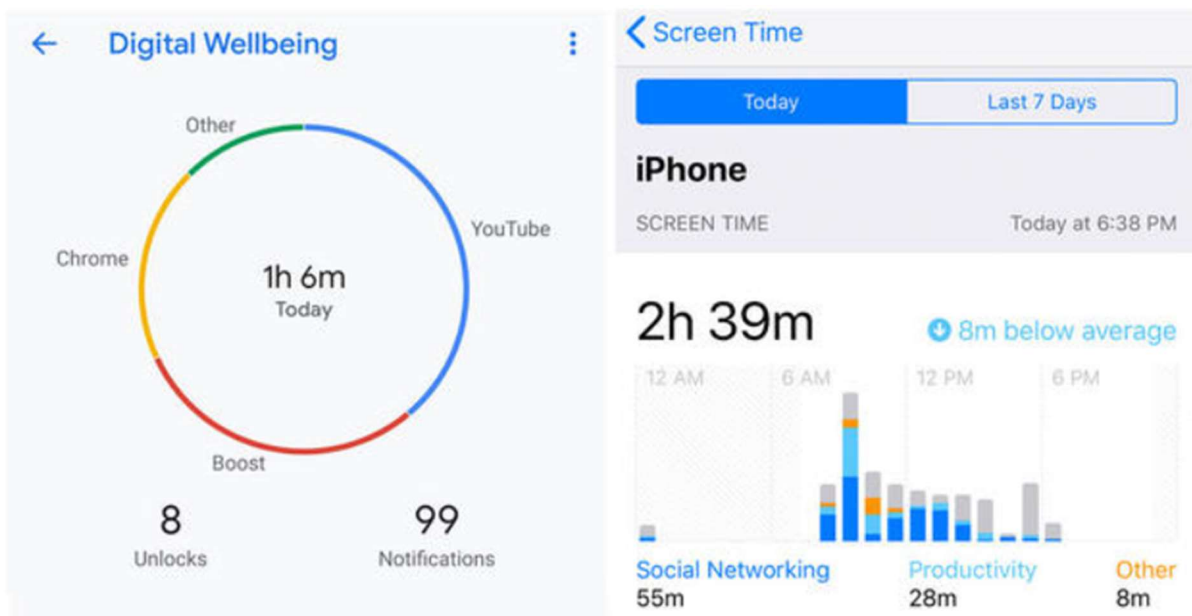 Digital Wellbeing
Other
YouTube
Chrome
1h 6m
Today
Boost
8
99
Unlocks
Notifications
Screen Time
Today
Last 7 Days
iPhone
SCREEN TIME
Today at 6:38 PM
2h 39m
8m below average
12 AM
6 AM
12 PM
6 PM
Social Networking
Productivity
Other
55m
28m
8m